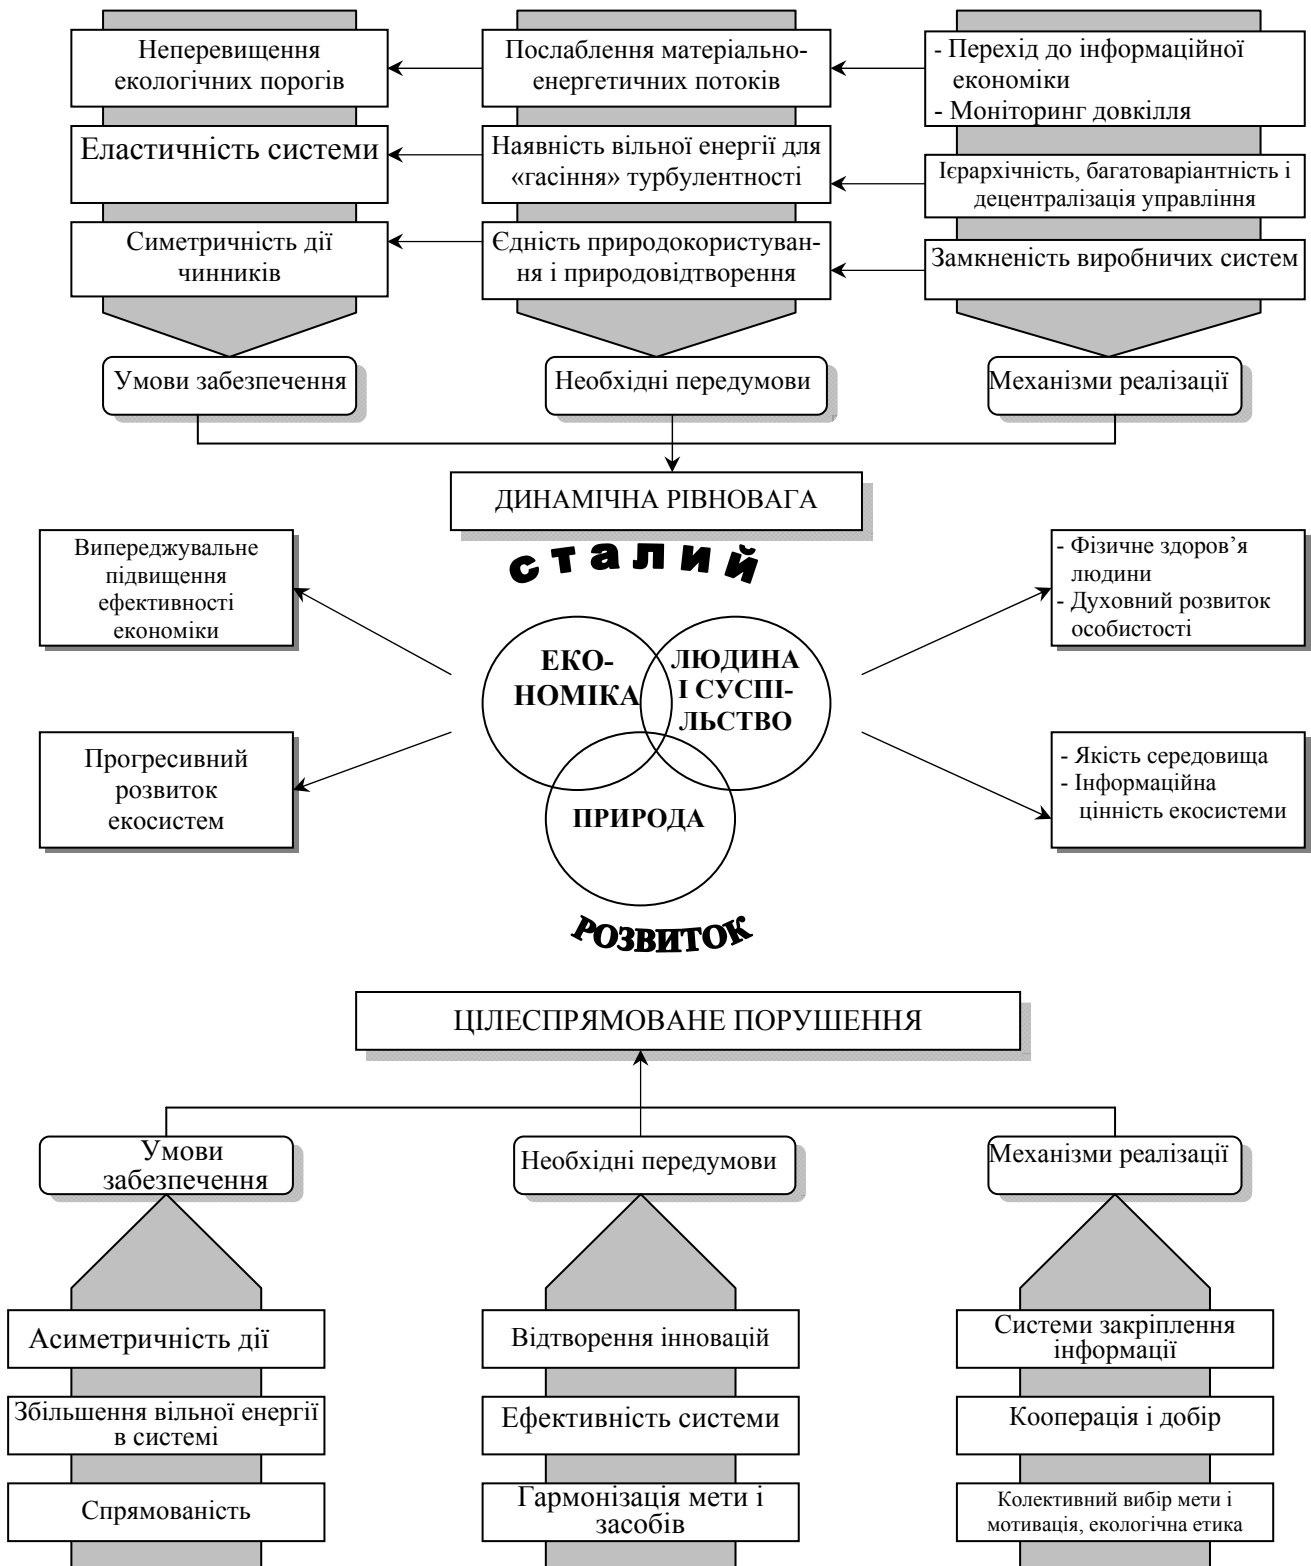 Неперевищення
екологічних порогів
Послаблення матеріально-
енергетичних потоків
- Перехід до інформаційної
економіки
- Моніторинг довкілля
Еластичність системи
Наявність вільної енергії для
«гасіння» турбулентності
Ієрархічність, багатоваріантність і
децентралізація управління
Симетричність дії
чинників
Єдність природокористуван-
ня і природовідтворення
Замкненість виробничих систем
Умови забезпечення
Необхідні передумови
Механізми реалізації
ДИНАМІЧНА РІВНОВАГА
сталий
Випереджувальне
підвищення
ефективності
економіки
- Фізичне здоров’я
людини
- Духовний розвиток
особистості
ЕКО-
НОМІКА
ЛЮДИНА
І СУСПІ-
ЛЬСТВО
Прогресивний
розвиток
екосистем
- Якість середовища
- Інформаційна
цінність екосистеми
ПРИРОДА
РОЗВИТОК
ЦІЛЕСПРЯМОВАНЕ ПОРУШЕННЯ
Умови
забезпечення
Необхідні передумови
Механізми реалізації
Асиметричність дії
Відтворення інновацій
Системи закріплення
інформації
Збільшення вільної енергії
в системі
Ефективність системи
Кооперація і добір
Спрямованість
Гармонізація мети і
засобів
Колективний вибір мети і
мотивація, екологічна етика